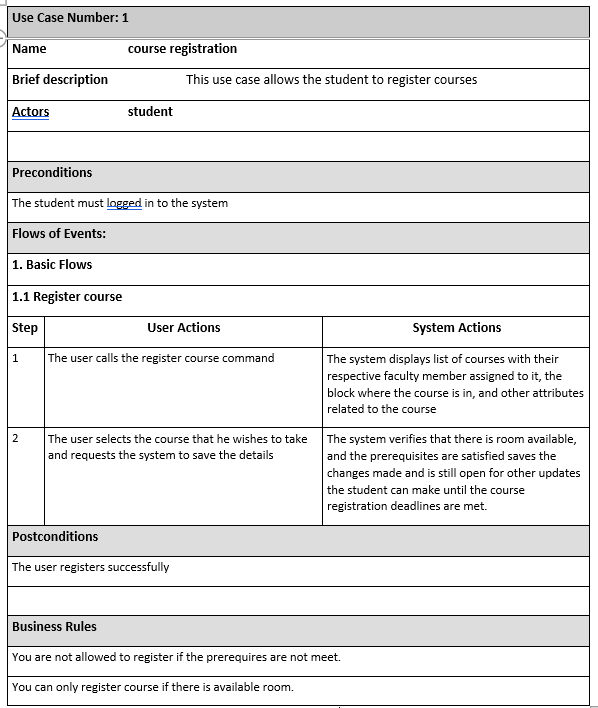 Use Case Number: 1
Name course registration
Brief description This use case allows the student to register courses
Actors student
Preconditions
The student must logged in to the system
Flows of Events:
1. Basic Flows
1.1 Register course
Step User Actions System Actions
1 The user calls the register course command
The system displays list of courses with their
respective faculty member assigned to it, the
block where the course is in, and other attributes
related to the course
2 The user selects the course that he wishes to take
and requests the system to save the details
The system verifies that there is room available,
and the prerequisites are satisfied saves the
changes made and is still open for other updates
the student can make until the course
registration deadlines are met.
Postconditions
The user registers successfully
Business Rules
You are not allowed to register if the prerequires are not meet.
You can only register course if there is available room.